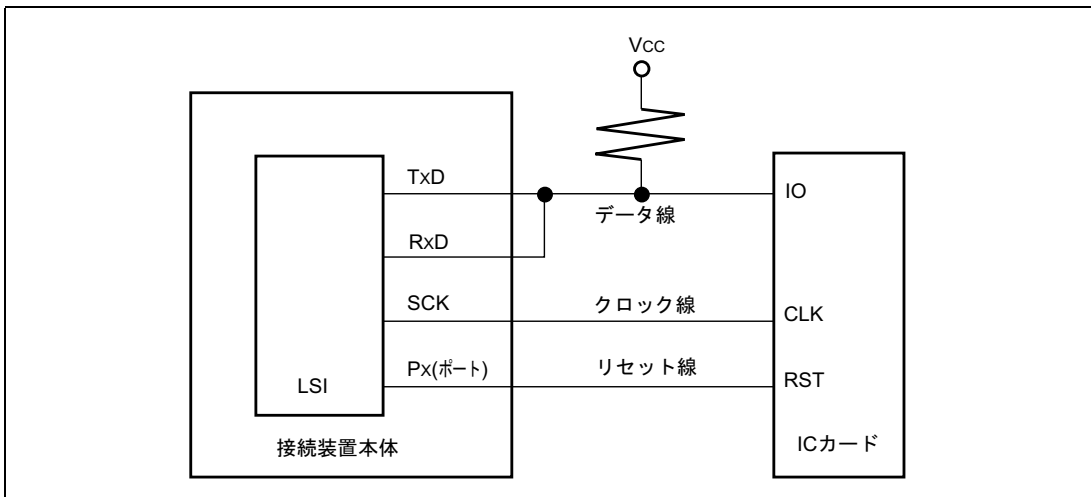 Vcc
TxD
IO
データ線
RxD
SCK
クロック線
CLK
Px(ポート)
リセット線
RST
LSI
接続装置本体
ICカード